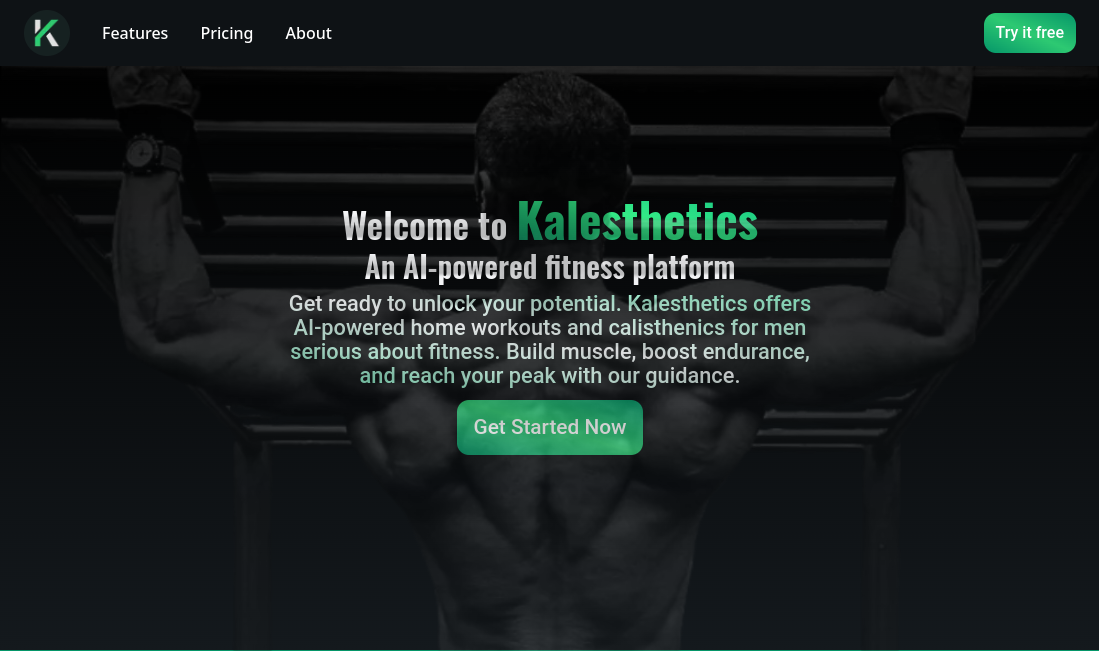 Features Pricing About Try it free
Welcome to Kalesthetics
An AI-powered fitness platform
Get ready to unlock your potential. Kalesthetics offers
AI-powered home workouts and calisthenics for men
serious about fitness. Build muscle, boost endurance,
and reach your peak with our guidance.
Get Started Now